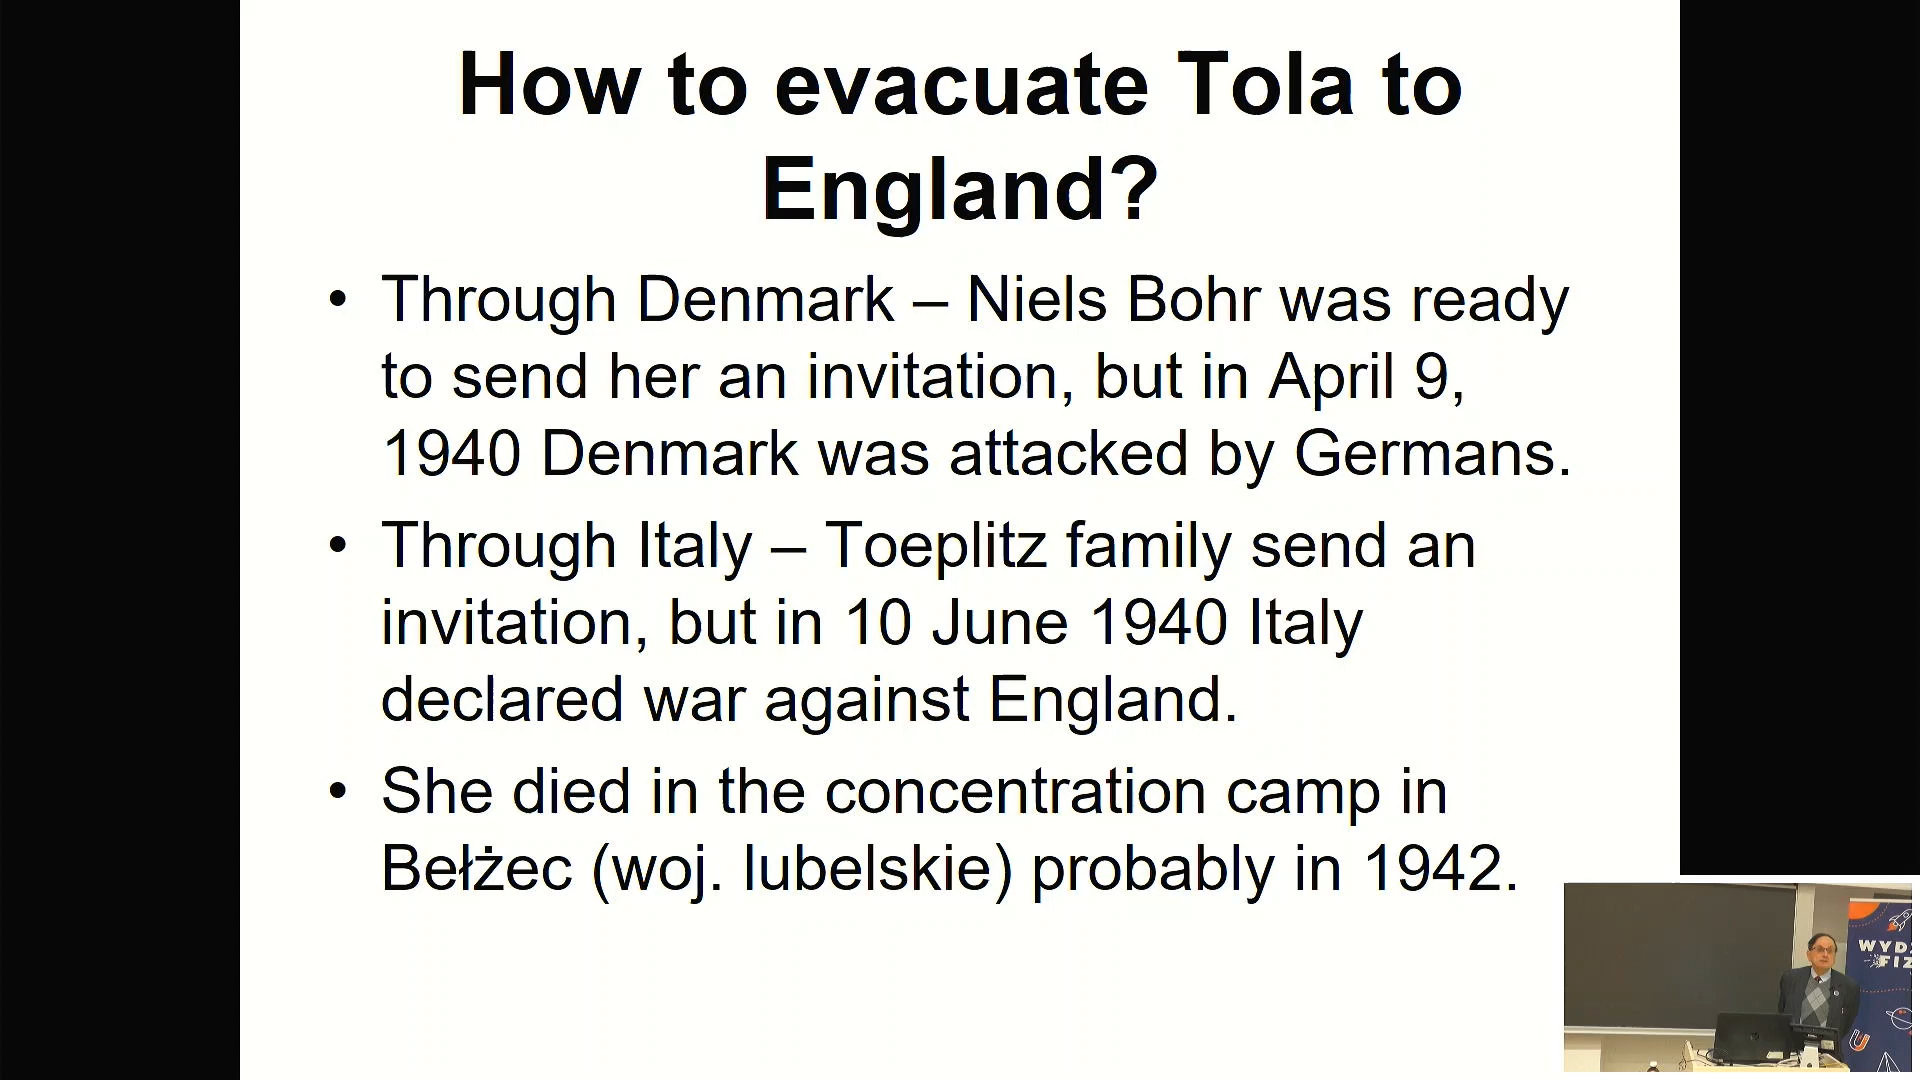 How to evacuate Tola to
England?
• Through Denmark – Niels Bohr was ready
to send her an invitation, but in April 9,
1940 Denmark was attacked by Germans.
• Through Italy – Toeplitz family send an
invitation, but in 10 June 1940 Italy
declared war against England.
• She died in the concentration camp in
Bełżec (woj. lubelskie) probably in 1942.
WYDZ
FIZ